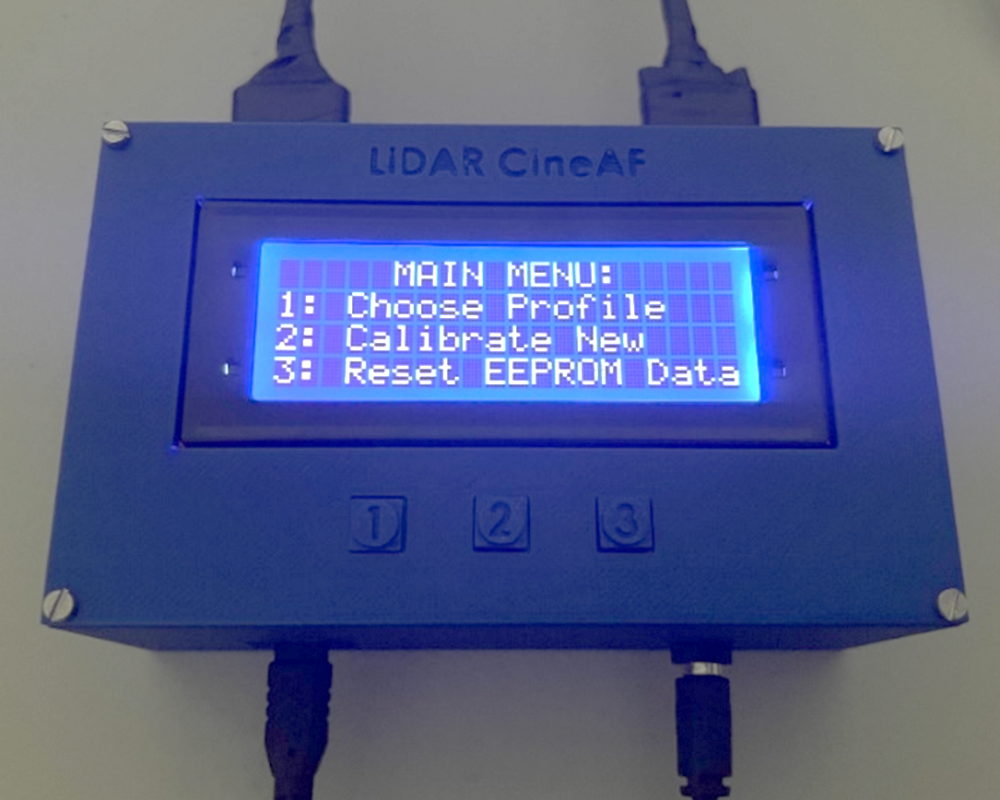 LiDAR CineAF
MAIN MENU:
1: Choose Profile
2: Calibrate New
3: Reset EEPROM Data
1 2 3